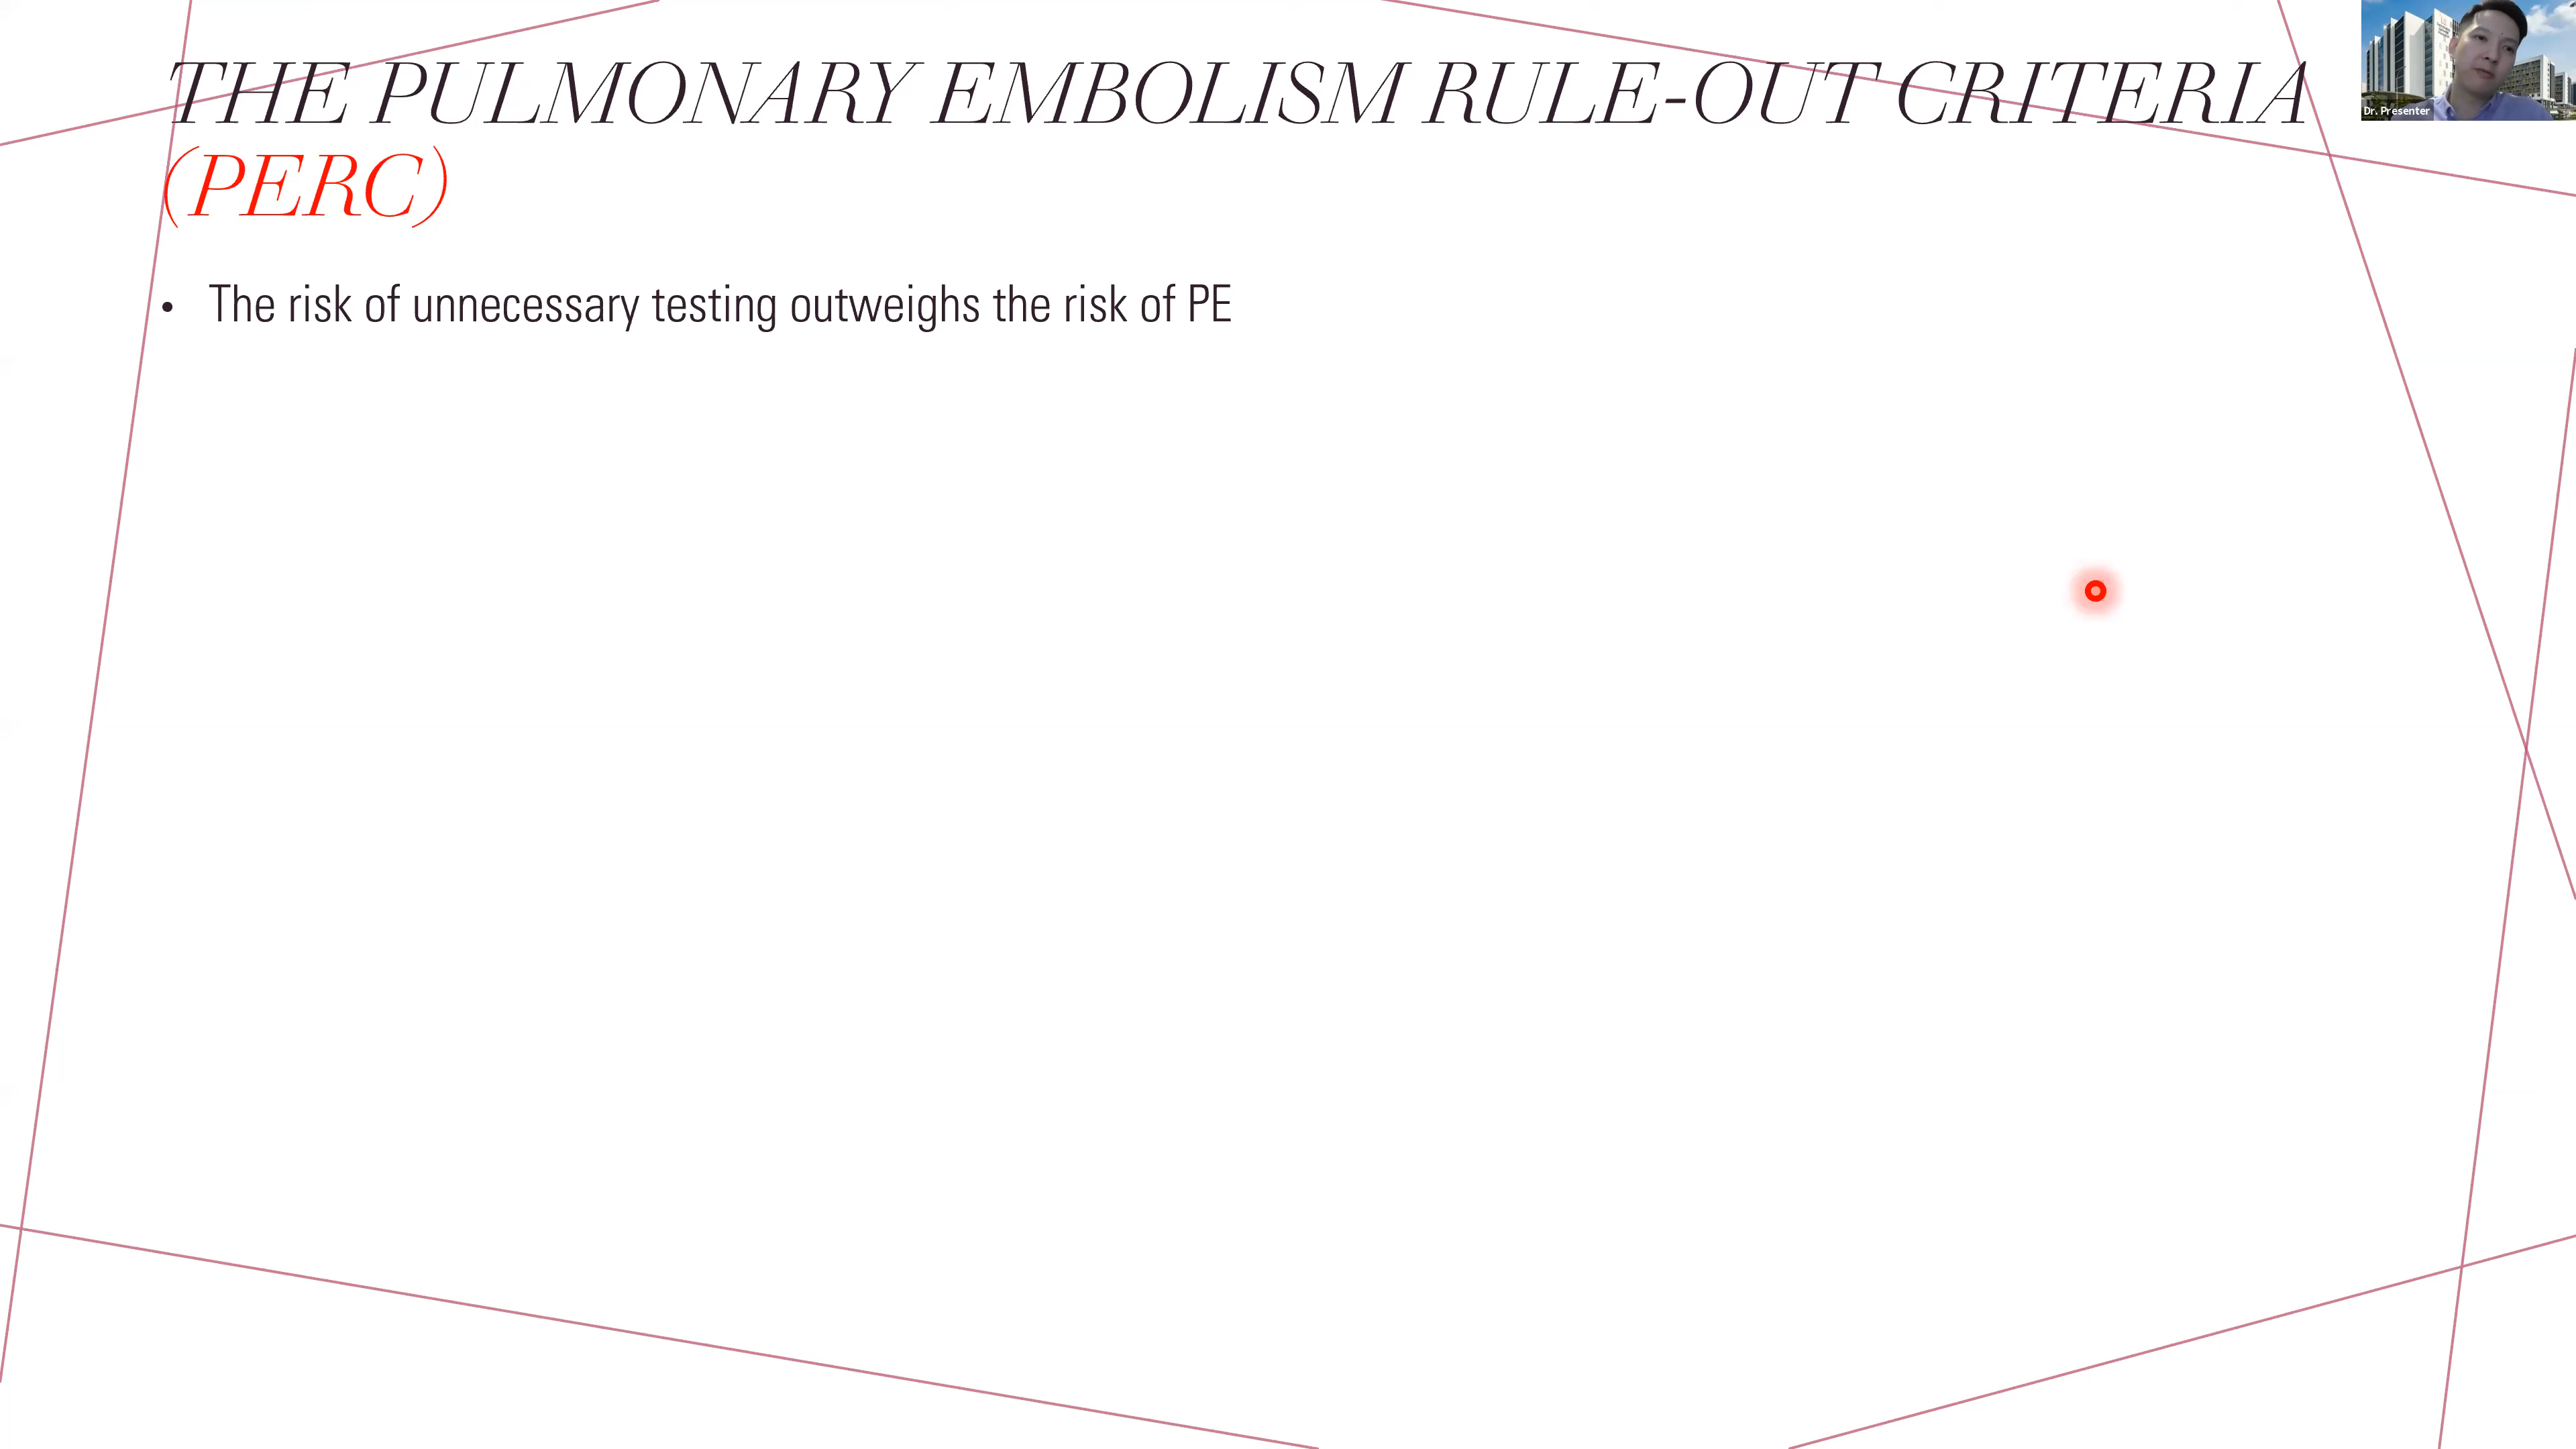 THE PULMONARY EMBOLISM RULE-OUT CRITERIA
(PERC)
• The risk of unnecessary testing outweighs the risk of PE
Dr. Presenter